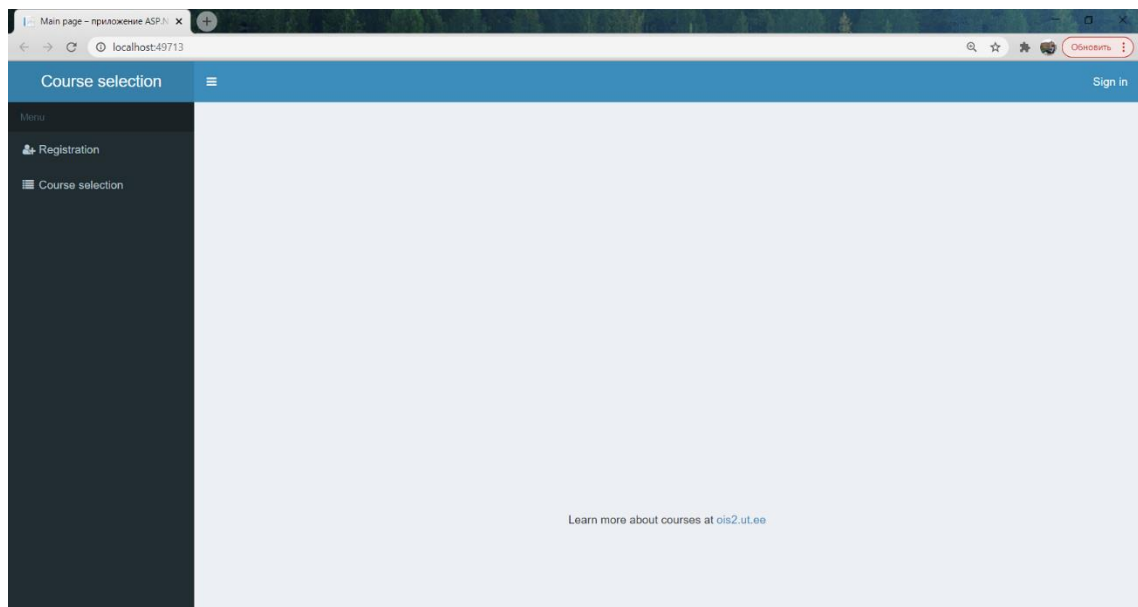 Main page – приложение ASP.N
localhost:49713
Обновить
Course selection
Sign in
Menu
Registration
Course selection
Learn more about courses at ois2.ut.ee